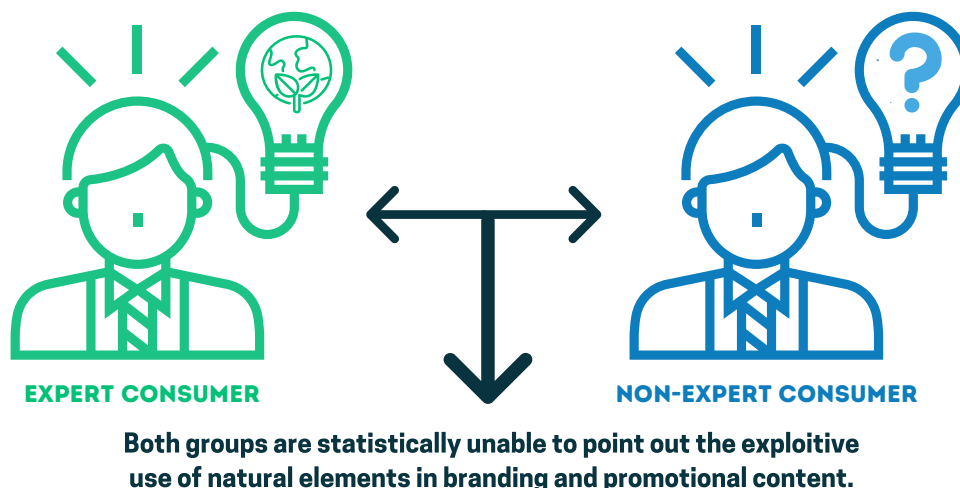 ?
EXPERT CONSUMER
NON-EXPERT CONSUMER
Both groups are statistically unable to point out the exploitive
use of natural elements in branding and promotional content.